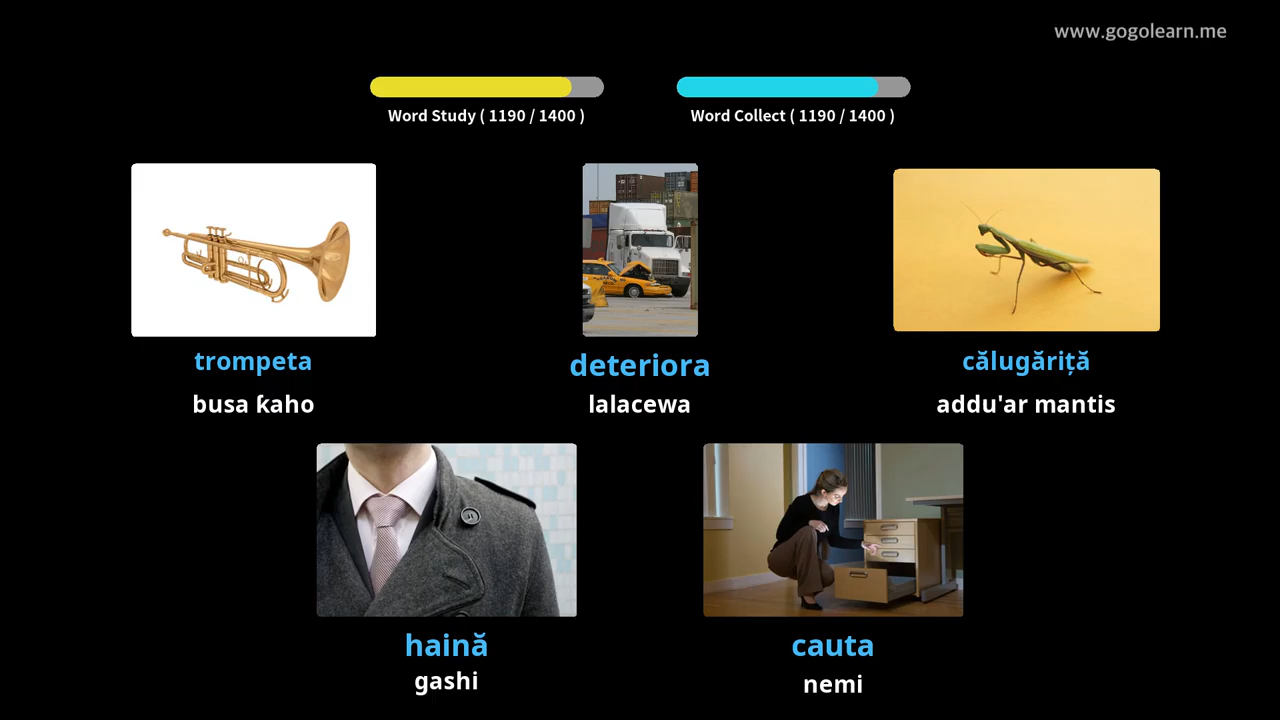 www.gogolearn.me
Word Study ( 1190 / 1400 )
Word Collect ( 1190 / 1400 )
trompeta
busa ƙaho
deteriora
lalacewa
călugăriță
addu'ar mantis
haină
gashi
cauta
nemi